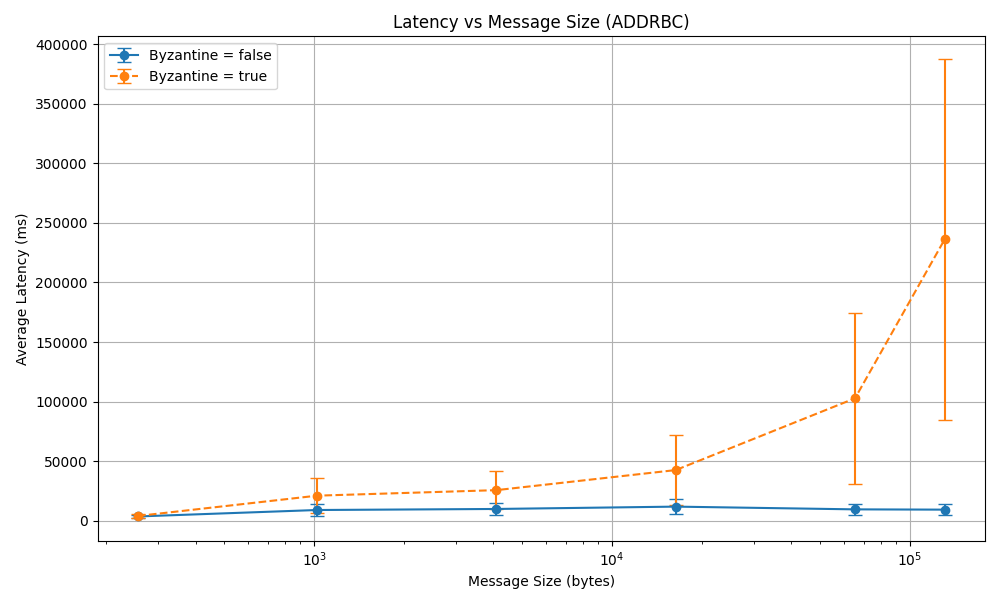 Latency vs Message Size (ADDRBC)
Byzantine = false
Byzantine = true
Average Latency (ms)
400000
350000
300000
250000
200000
150000
100000
50000
0
10³
10⁴
10⁵
Message Size (bytes)